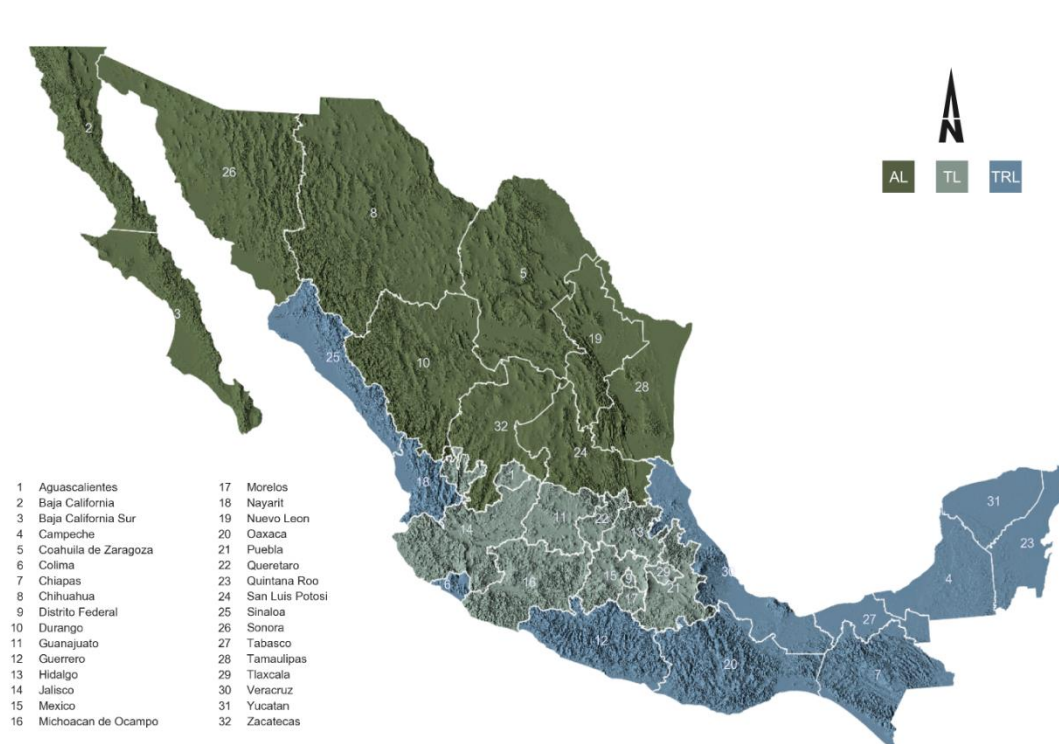 N
AL TL TRL
2
26
8
5
3
19
25
10
28
32
24
1
18
11
22
14
13
31
23
6
16
15
9
29
21
17
30
4
27
12
20
7
1 Aguascalientes
2 Baja California
3 Baja California Sur
4 Campeche
5 Coahuila de Zaragoza
6 Colima
7 Chiapas
8 Chihuahua
9 Distrito Federal
10 Durango
11 Guanajuato
12 Guerrero
13 Hidalgo
14 Jalisco
15 Mexico
16 Michoacan de Ocampo
17 Morelos
18 Nayarit
19 Nuevo Leon
20 Oaxaca
21 Puebla
22 Queretaro
23 Quintana Roo
24 San Luis Potosi
25 Sinaloa
26 Sonora
27 Tabasco
28 Tamaulipas
29 Tlaxcala
30 Veracruz
31 Yucatan
32 Zacatecas